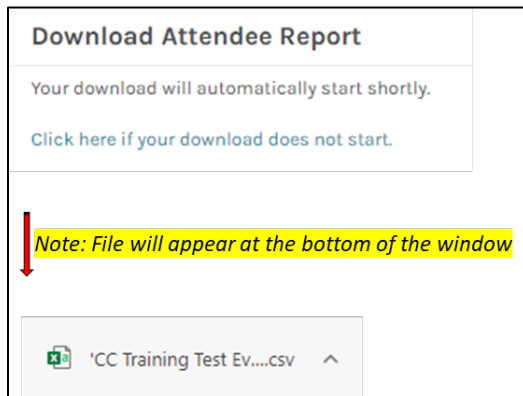 Download Attendee Report
Your download will automatically start shortly.
Click here if your download does not start.
Note: File will appear at the bottom of the window
'CC Training Test Ev....csv